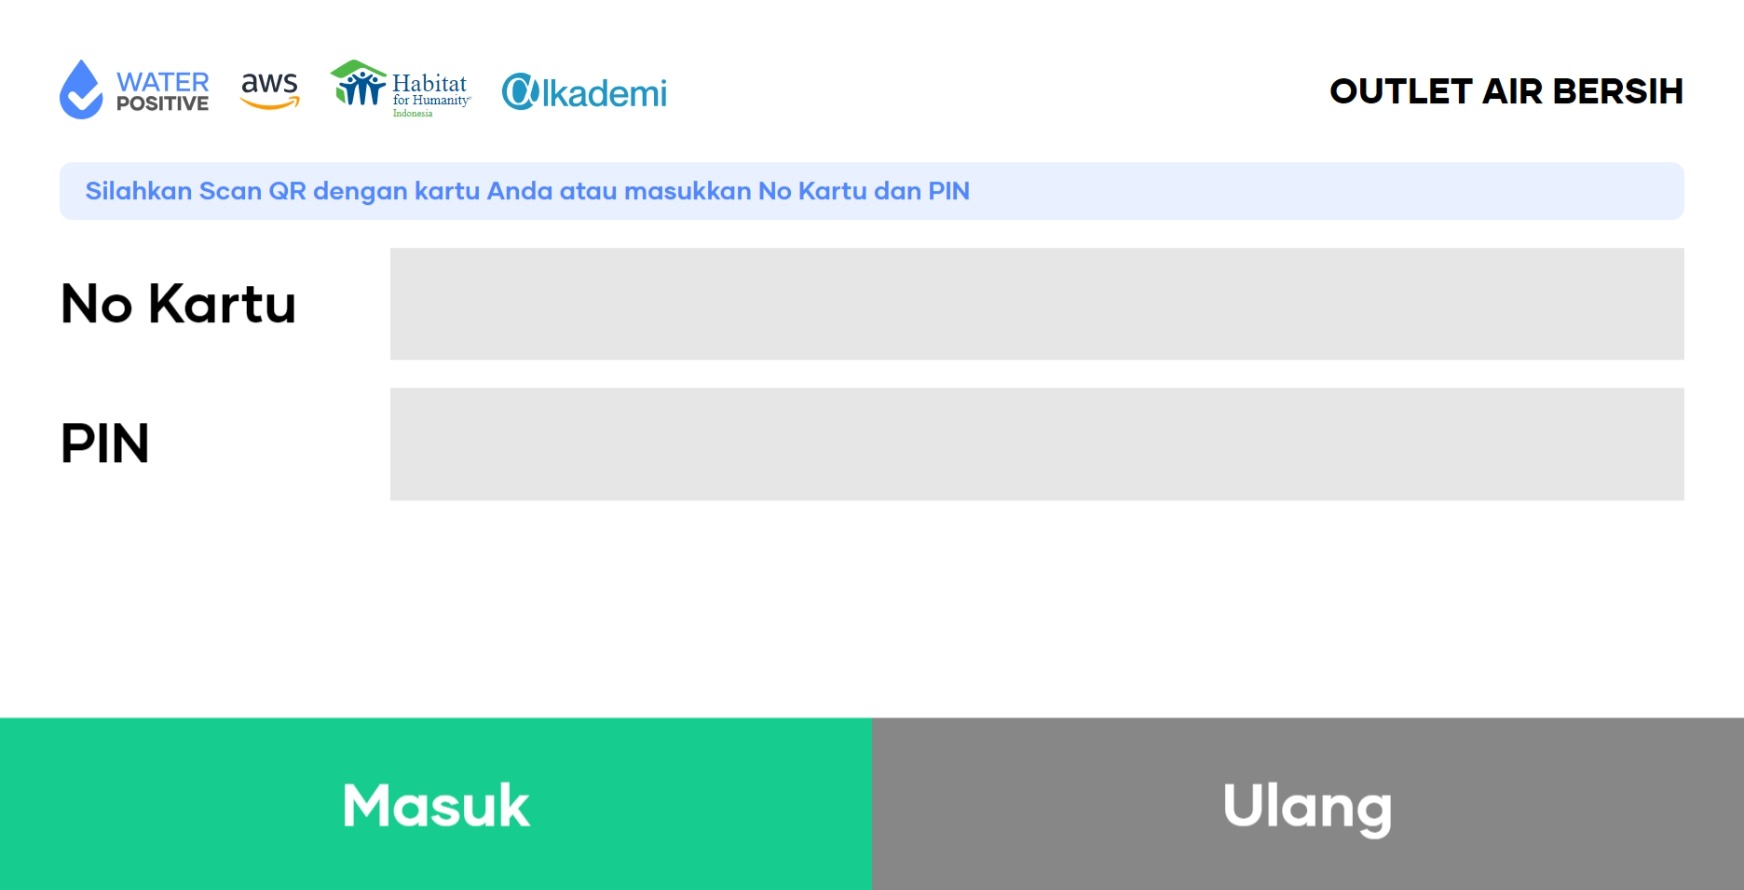 WATER
POSITIVE
aws
Habitat
for Humanity
Indonesia
alkademi
OUTLET AIR BERSIH
Silahkan Scan QR dengan kartu Anda atau masukkan No Kartu dan PIN
No Kartu
PIN
Masuk
Ulang